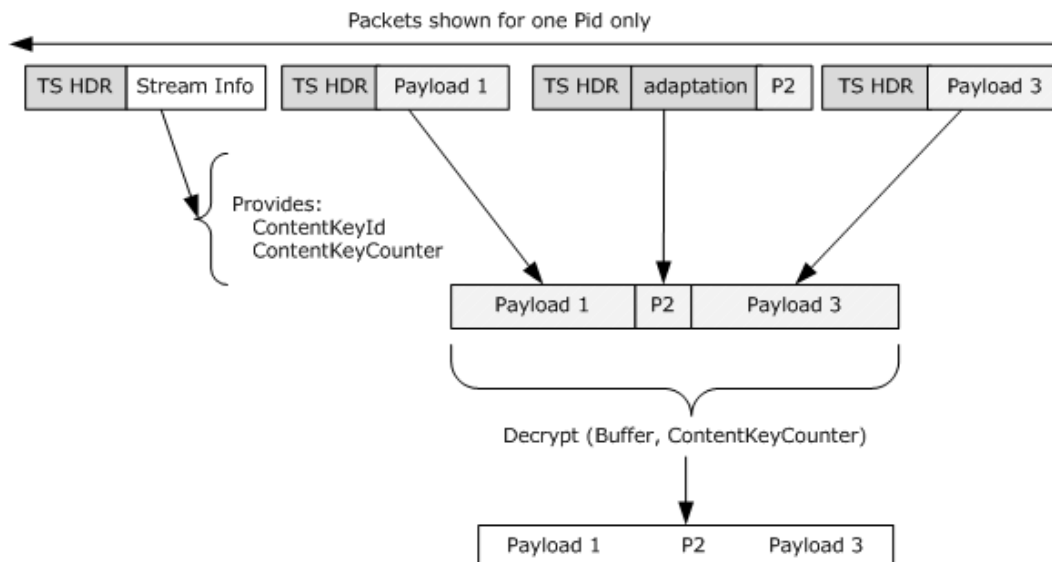 Packets shown for one Pid only
TS HDR Stream Info TS HDR Payload 1 TS HDR adaptation P2 TS HDR Payload 3
Provides:
ContentKeyId
ContentKeyCounter
Payload 1 P2 Payload 3
Decrypt (Buffer, ContentKeyCounter)
Payload 1 P2 Payload 3